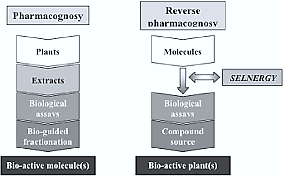 Pharmacognosy
Plants
Extracts
Biological
assays
Bio-guided
fractionation
Bio-active molecule(s)
Reverse
pharmacognosy
Molecules
SELNERGY
Biological
assays
Compound
source
Bio-active plant(s)